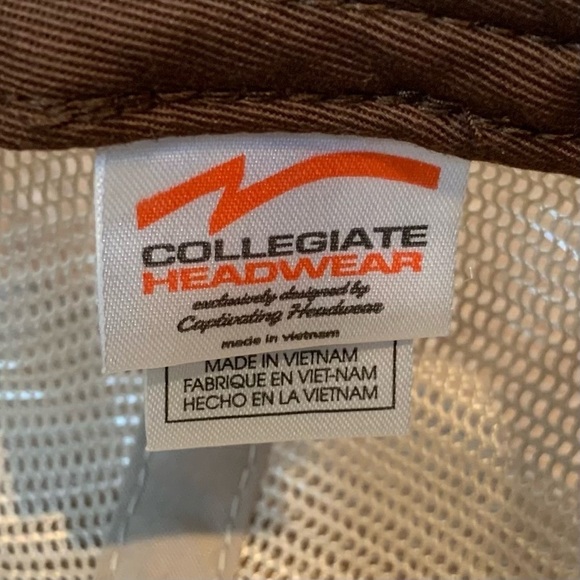 COLLEGIATE
HEADWEAR
exclusively designed by
Captivating Headwear
made in vietnam
MADE IN VIETNAM
FABRIQUE EN VIET-NAM
HECHO EN LA VIETNAM